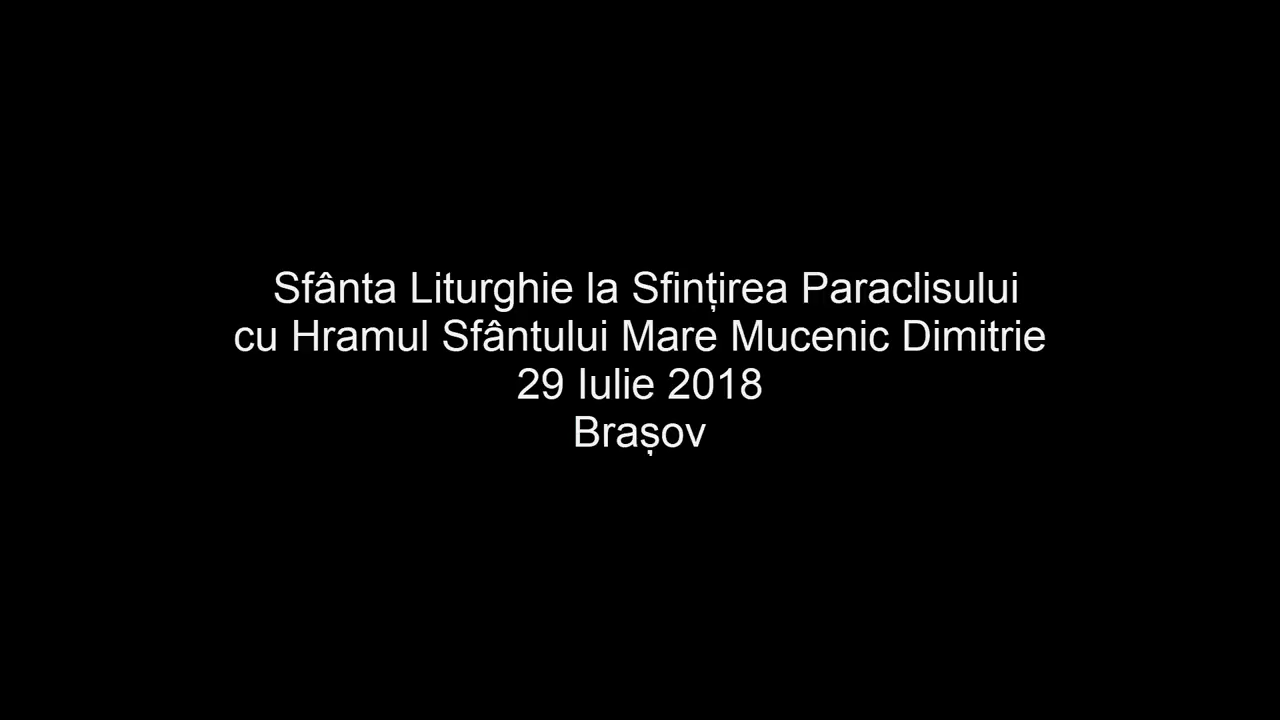 Sfânta Liturghie la Sfințirea Paraclisului
cu Hramul Sfântului Mare Mucenic Dimitrie
29 Iulie 2018
Brașov